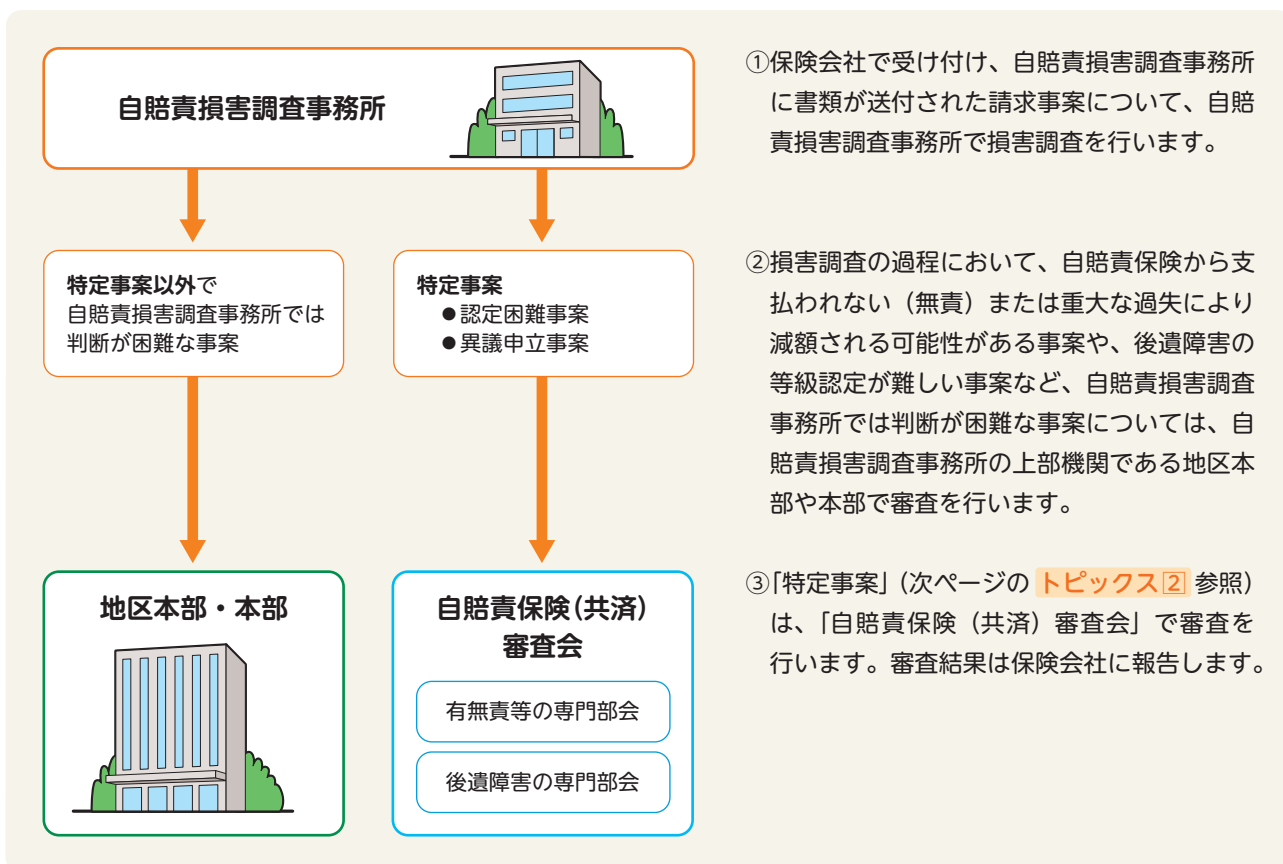 自賠責損害調査事務所
特定事案以外で
自賠責損害調査事務所では
判断が困難な事案
特定事案
●認定困難事案
●異議申立事案
地区本部・本部
自賠責保険(共済)
審査会
有無責等の専門部会
後遺障害の専門部会
①保険会社で受け付け、自賠責損害調査事務所
に書類が送付された請求事案について、自賠
責損害調査事務所で損害調査を行います。
②損害調査の過程において、自賠責保険から支
払われない（無責）または重大な過失により
減額される可能性がある事案や、後遺障害の
等級認定が難しい事案など、自賠責損害調査
事務所では判断が困難な事案については、自
賠責損害調査事務所の上部機関である地区本
部や本部で審査を行います。
③「特定事案」（次ページの トピックス2 参照）
は、「自賠責保険（共済）審査会」で審査を
行います。審査結果は保険会社に報告します。